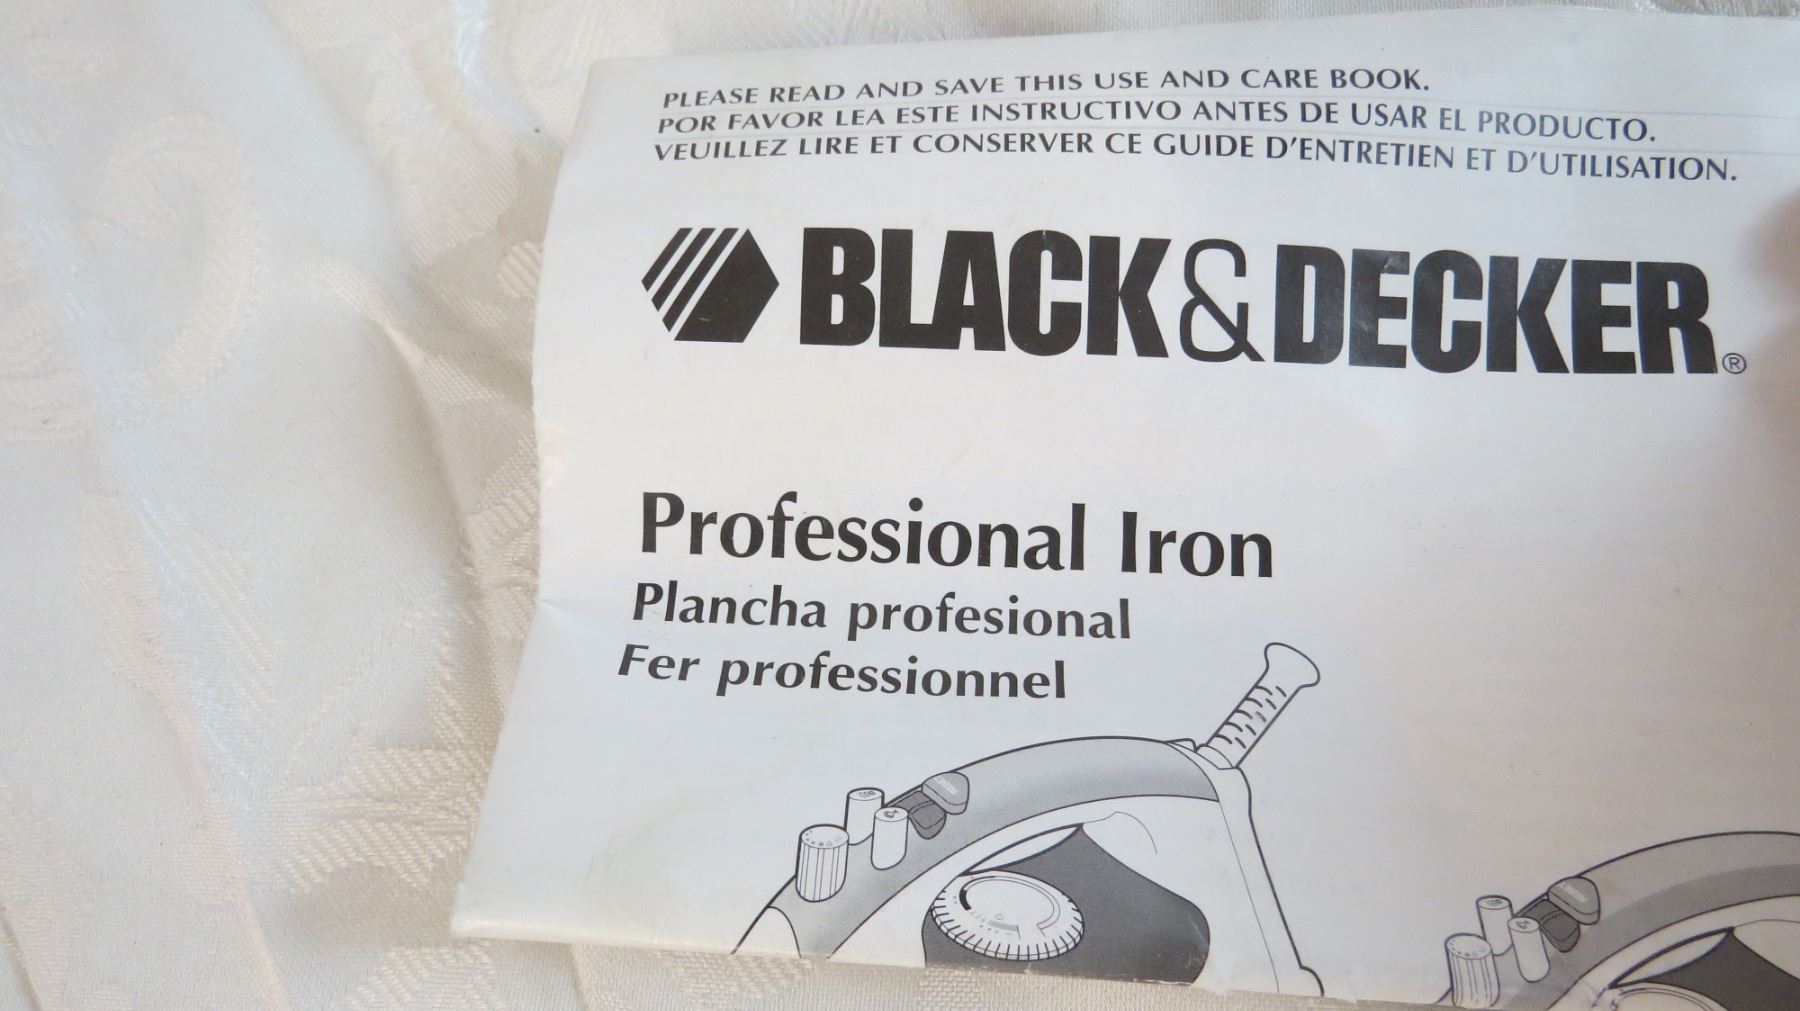 PLEASE READ AND SAVE THIS USE AND CARE BOOK.
POR FAVOR LEA ESTE INSTRUCTIVO ANTES DE USAR EL PRODUCTO.
VEUILLEZ LIRE ET CONSERVER CE GUIDE D'ENTRETIEN ET D'UTILISATION.
BLACK&DECKER®
Professional Iron
Plancha profesional
Fer professionnel